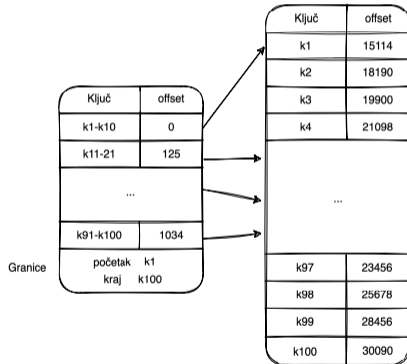 Ključ offset
k1-k10 0
k11-21 125
...
k91-k100 1034
Granice
početak k1
kraj k100
Ključ offset
k1 15114
k2 18190
k3 19900
k4 21098
...
k97 23456
k98 25678
k99 28456
k100 30090